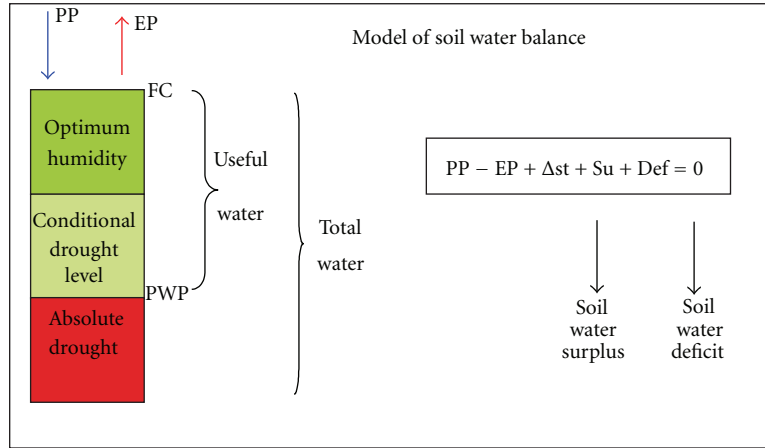 PP
EP
Model of soil water balance
FC
Optimum
humidity
Useful
water
PP − EP + Δst + Su + Def = 0
Conditional
drought
level
Total
water
PWP
Absolute
drought
Soil
water
surplus
Soil
water
deficit